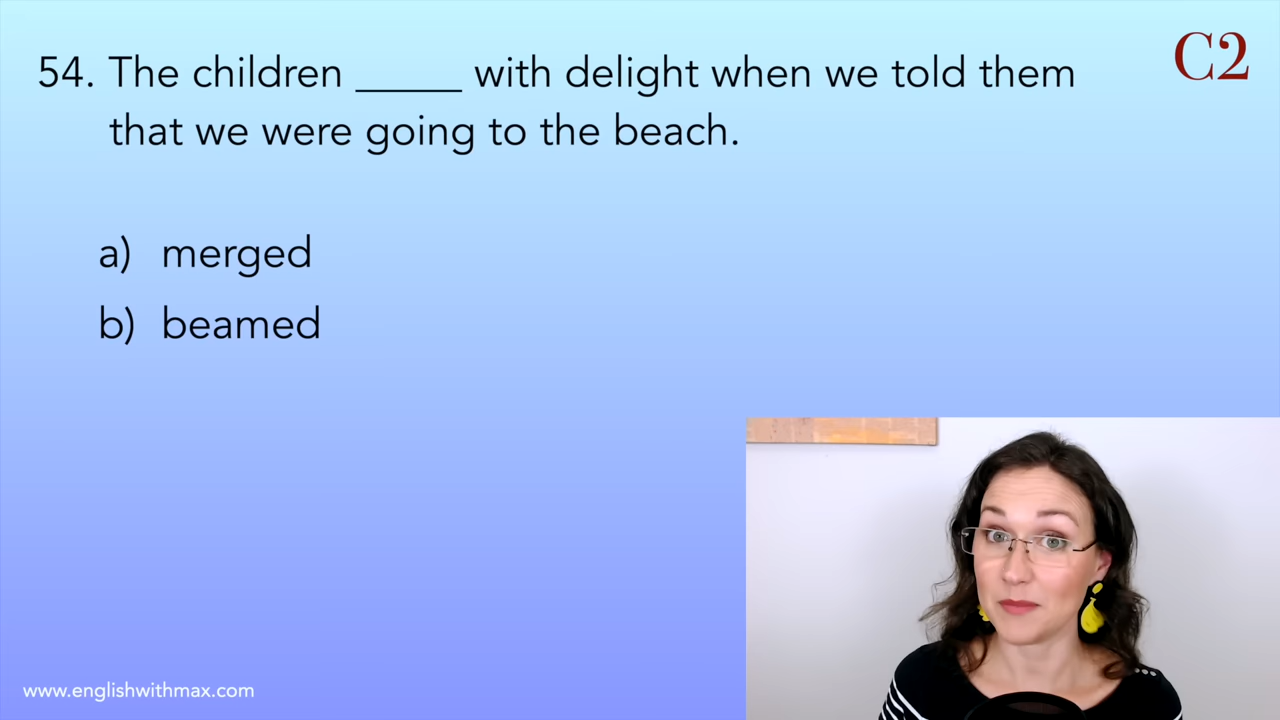 54. The children _____ with delight when we told them
C2
that we were going to the beach.
a) merged
b) beamed
www.englishwithmax.com